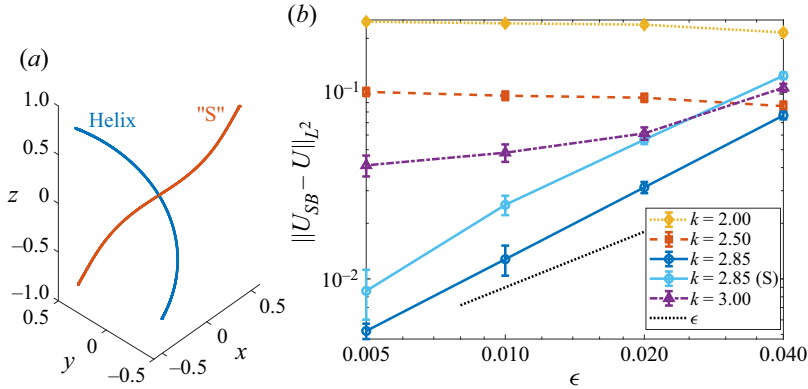 (a)
(b)
Helix
"S"
1.0
0.5
z 0
−0.5
−1.0
0.5
0
−0.5
y
−0.5
0
0.5
x
||U_SB − U||_L²
10⁻¹
10⁻²
k = 2.00
k = 2.50
k = 2.85
k = 2.85 (S)
k = 3.00
ϵ
0.005 0.010 0.020 0.040
ϵ